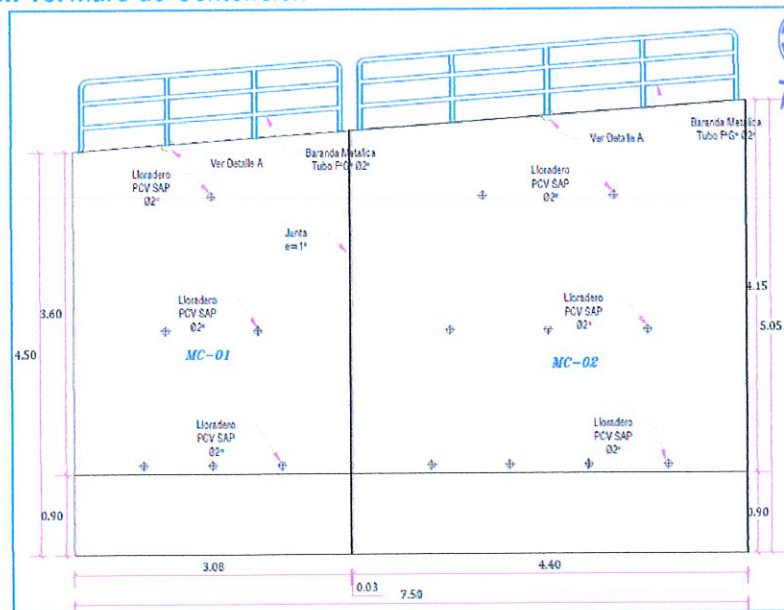 Ver Detalle A
Baranda Metalica
Tubo FºGº Ø2"
Ver Detalle A
Baranda Metalica
Tubo FºGº Ø2"
Lloradero
PCV SAP
Ø2"
Lloradero
PCV SAP
Ø2"
Junta
e=1"
3.60
4.50
Lloradero
PCV SAP
Ø2"
MC-01
Lloradero
PCV SAP
Ø2"
MC-02
4.15
5.05
Lloradero
PCV SAP
Ø2"
Lloradero
PCV SAP
Ø2"
0.90
0.90
3.08
0.03
4.40
7.50